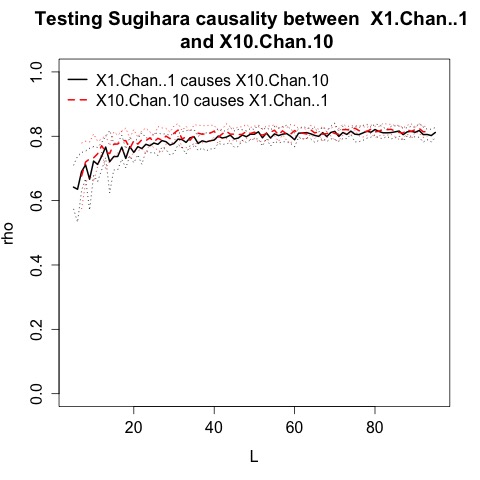 Testing Sugihara causality between  X1.Chan..1
and X10.Chan.10
X1.Chan..1 causes X10.Chan.10
X10.Chan.10 causes X1.Chan..1
rho
1.0
0.8
0.6
0.4
0.2
0.0
20 40 60 80
L